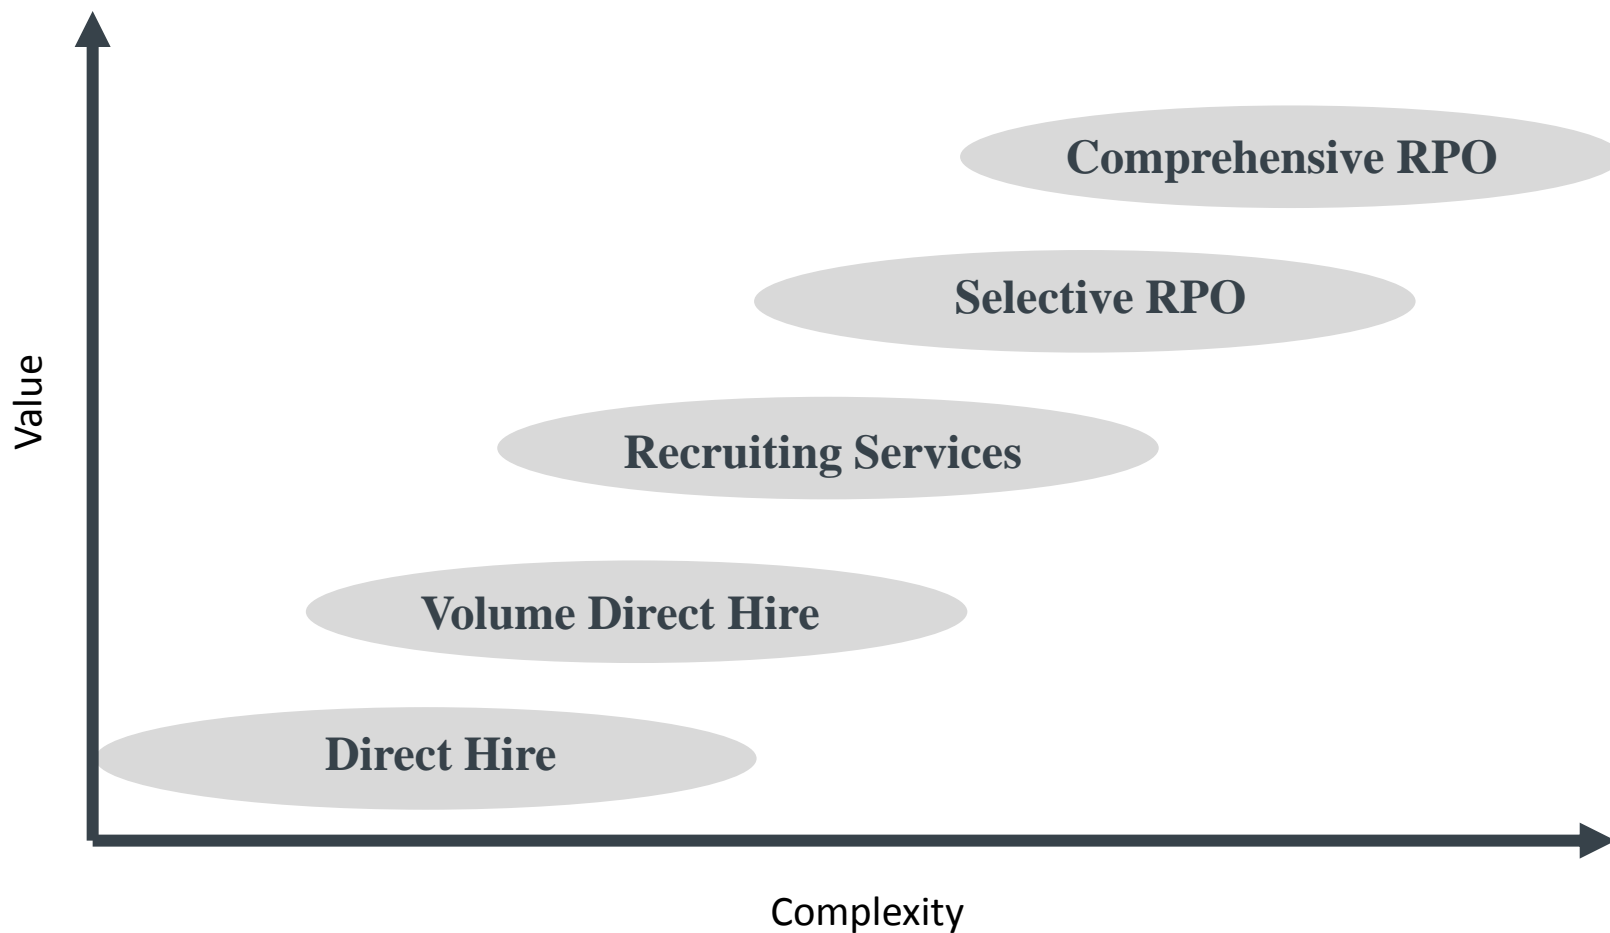 Comprehensive RPO
Selective RPO
Value
Recruiting Services
Volume Direct Hire
Direct Hire
Complexity